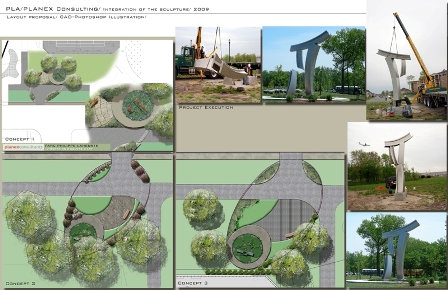 PLA/PLANEX Consulting/ Integration of the sculpture/ 2009
Layout proposal/ CAD-Photoshop Illustration/
Project Execution
Concept 1
Concept 2
Concept 3